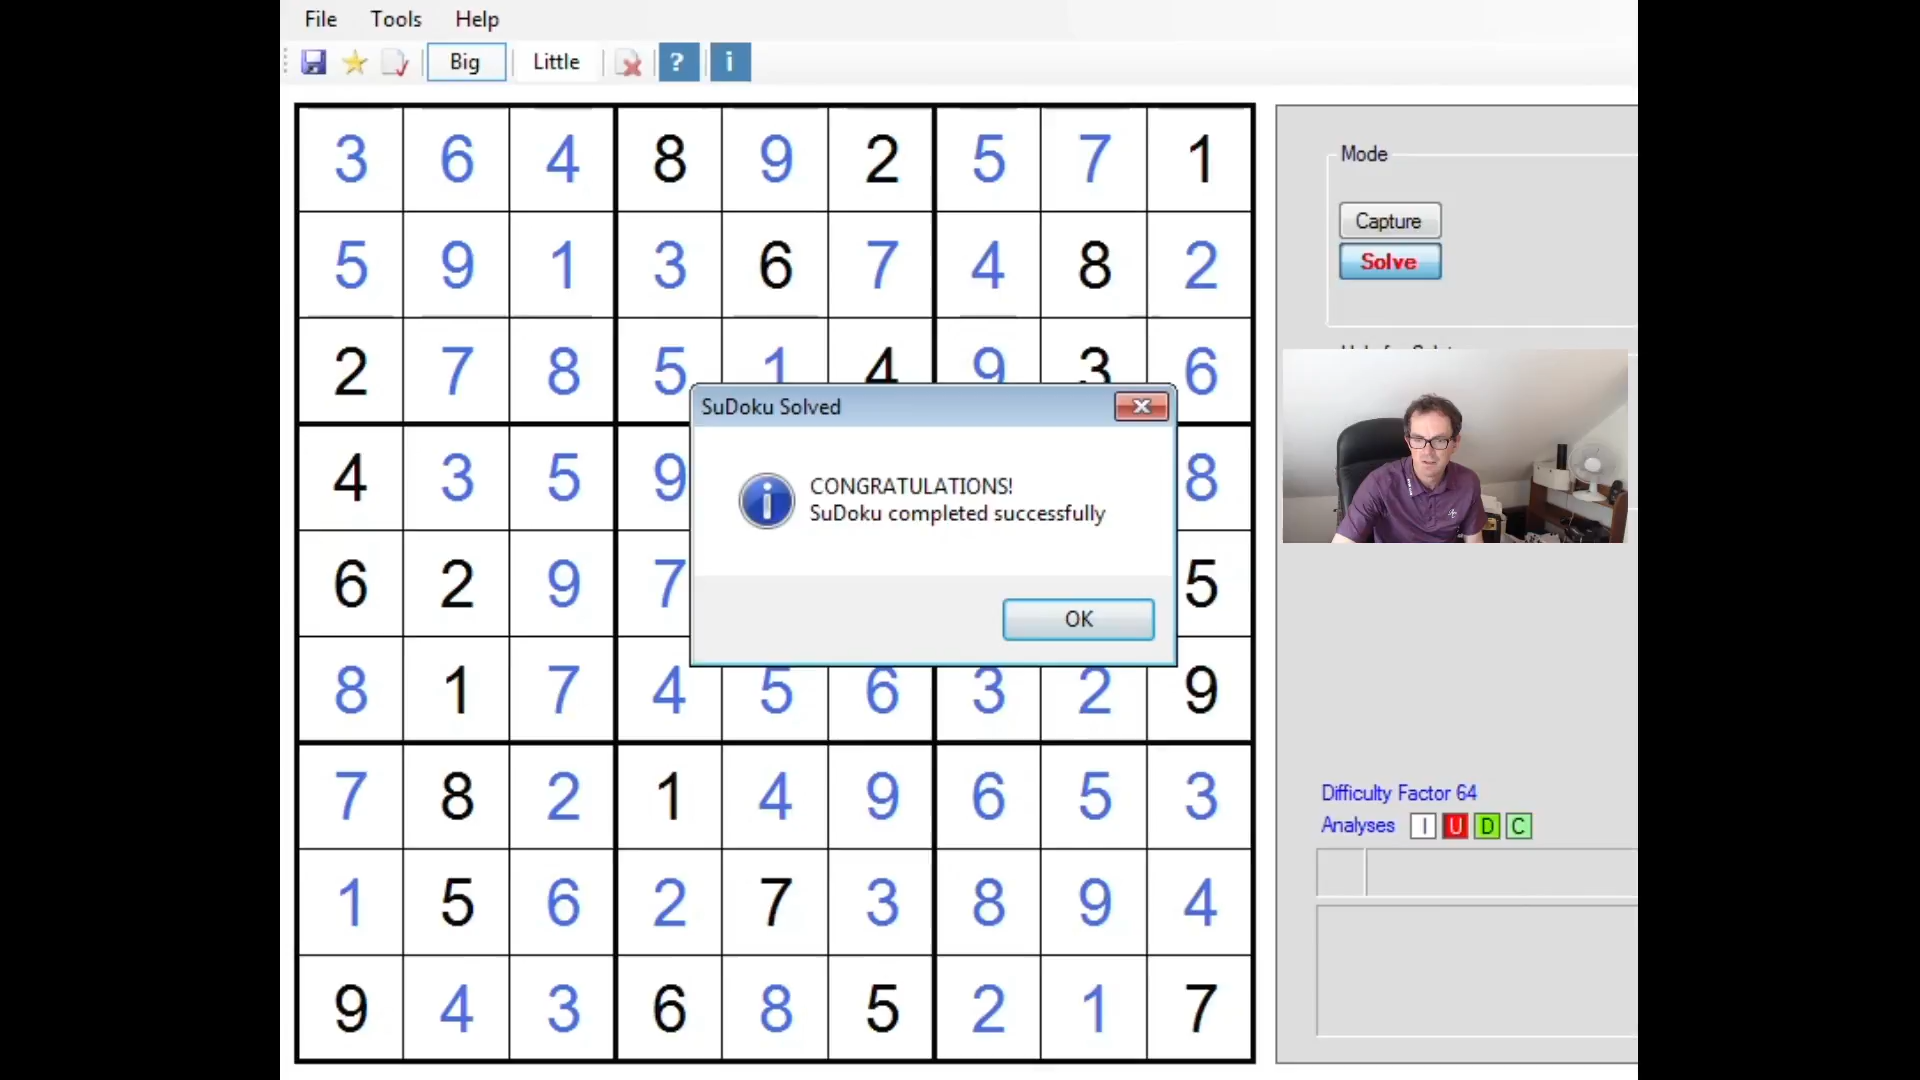 File Tools Help
Big Little ? i
3 6 4 8 9 2 5 7 1
Mode
Capture
5 9 1 3 6 7 4 8 2
Solve
2 7 8 5 1 4 9 3 6
SuDoku Solved
4 3 5 9 8
CONGRATULATIONS!
SuDoku completed successfully
6 2 9 7 5
OK
8 1 7 4 5 6 3 2 9
7 8 2 1 4 9 6 5 3
Difficulty Factor 64
Analyses I U D C
1 5 6 2 7 3 8 9 4
9 4 3 6 8 5 2 1 7